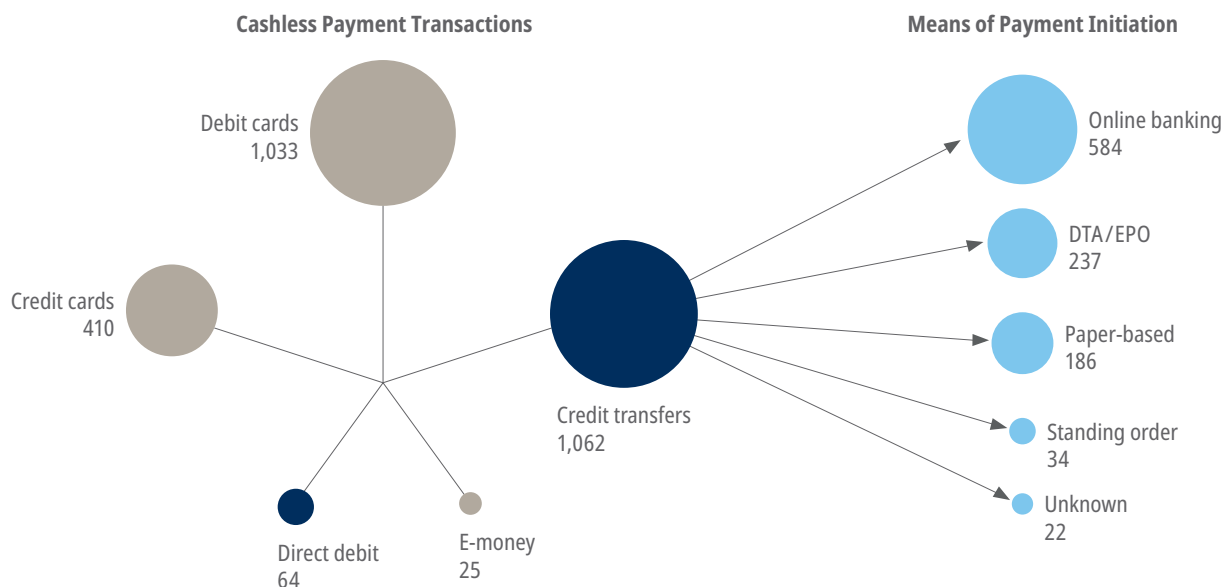 Cashless Payment Transactions
Means of Payment Initiation
Debit cards
1,033
Credit cards
410
Credit transfers
1,062
Direct debit
64
E-money
25
Online banking
584
DTA/EPO
237
Paper-based
186
Standing order
34
Unknown
22